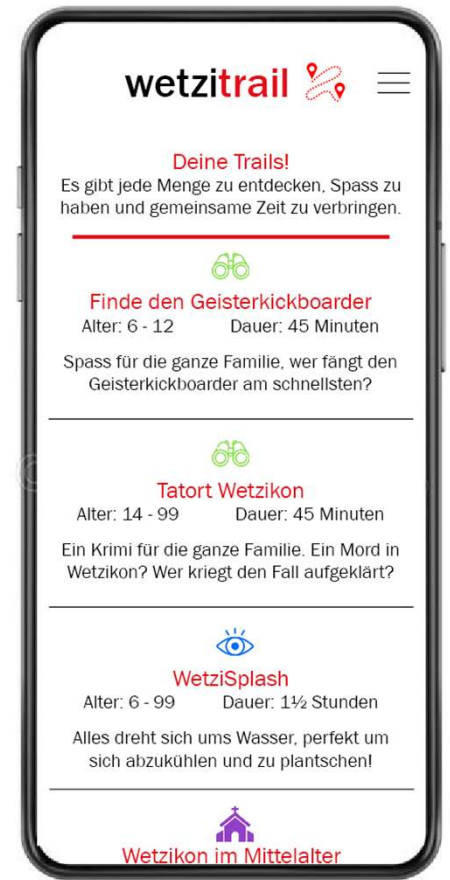 wetzitrail
Deine Trails!
Es gibt jede Menge zu entdecken, Spass zu
haben und gemeinsame Zeit zu verbringen.
Finde den Geisterkickboarder
Alter: 6 - 12 Dauer: 45 Minuten
Spass für die ganze Familie, wer fängt den
Geisterkickboarder am schnellsten?
Tatort Wetzikon
Alter: 14 - 99 Dauer: 45 Minuten
Ein Krimi für die ganze Familie. Ein Mord in
Wetzikon? Wer kriegt den Fall aufgeklärt?
WetziSplash
Alter: 6 - 99 Dauer: 1½ Stunden
Alles dreht sich ums Wasser, perfekt um
sich abzukühlen und zu plantschen!
Wetzikon im Mittelalter